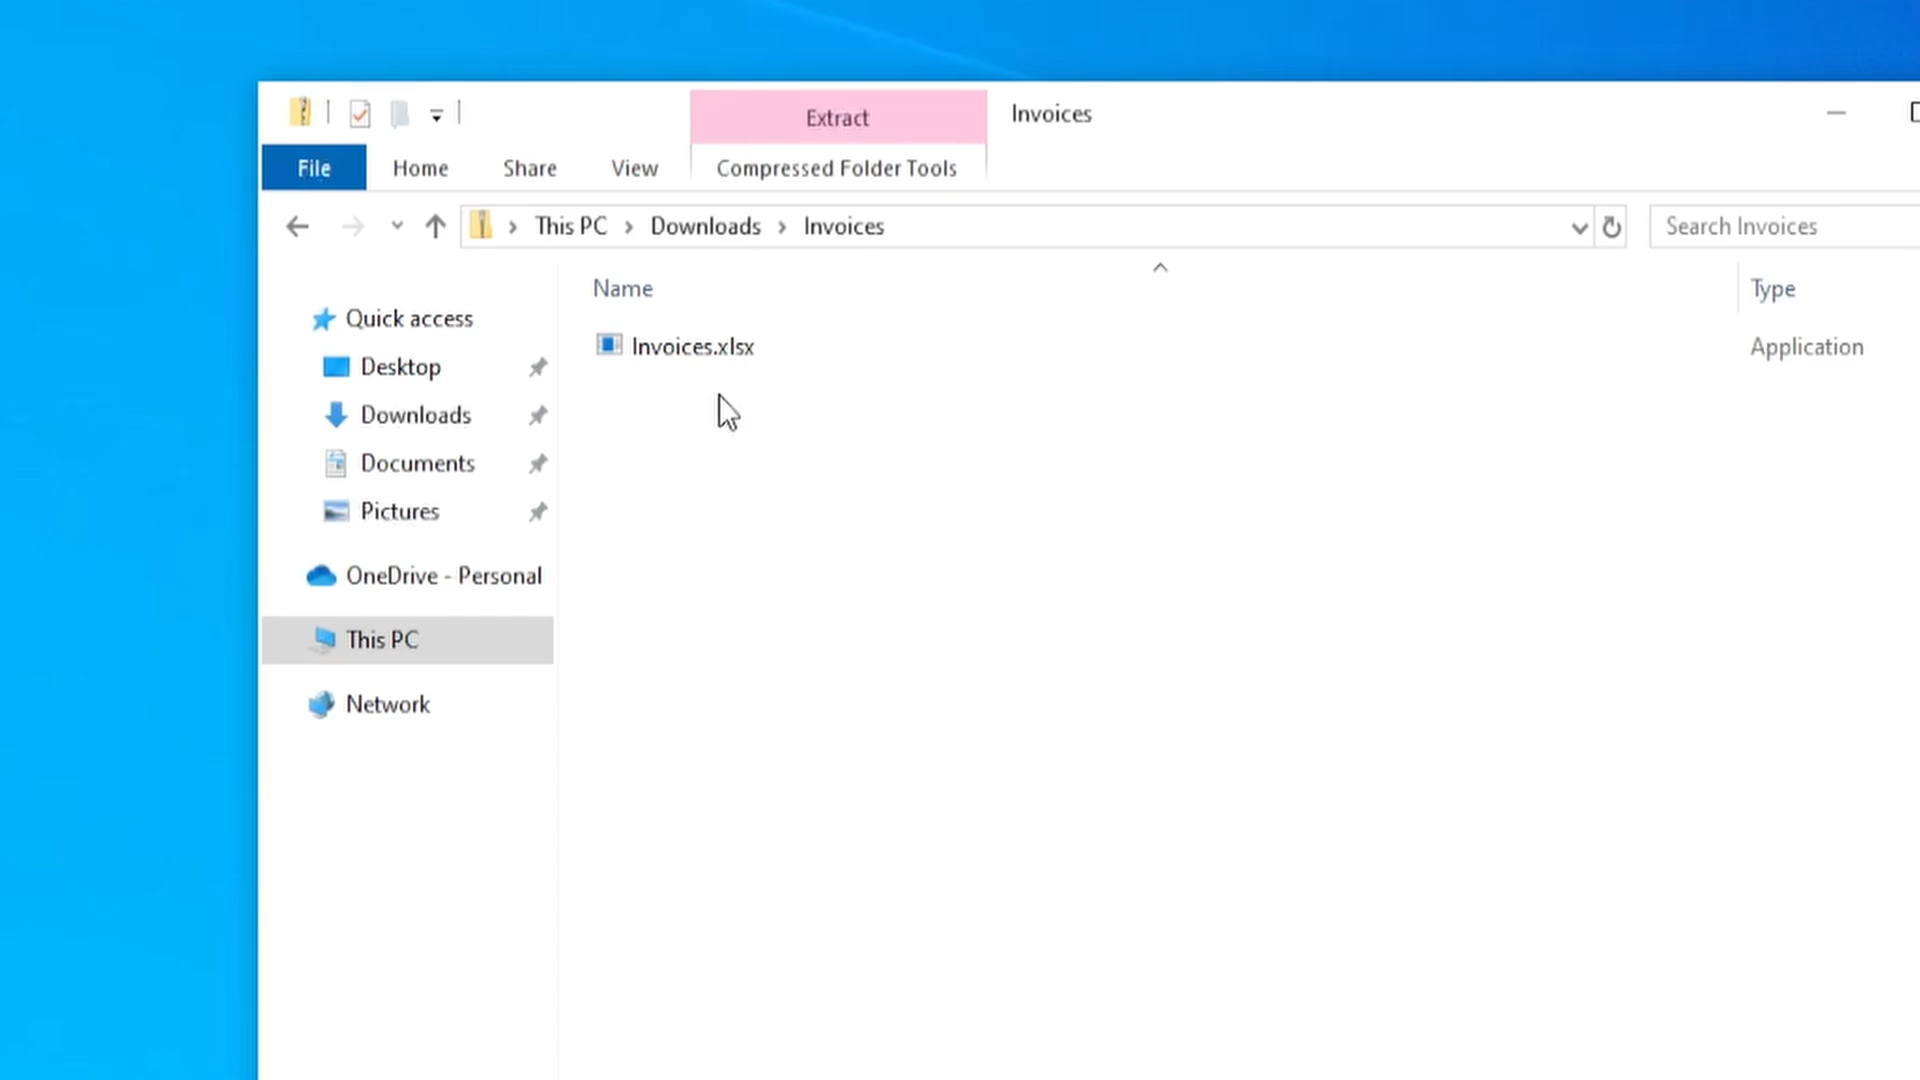 Extract
Invoices
File
Home
Share
View
Compressed Folder Tools
This PC
Downloads
Invoices
Search Invoices
Name
Type
Quick access
Invoices.xlsx
Application
Desktop
Downloads
Documents
Pictures
OneDrive - Personal
This PC
Network